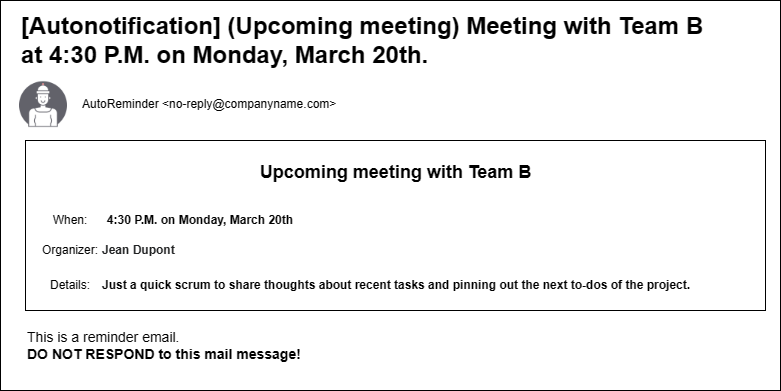 [Autonotification] (Upcoming meeting) Meeting with Team B
at 4:30 P.M. on Monday, March 20th.
AutoReminder <no-reply@companyname.com>
Upcoming meeting with Team B
When: 4:30 P.M. on Monday, March 20th
Organizer: Jean Dupont
Details: Just a quick scrum to share thoughts about recent tasks and pinning out the next to-dos of the project.
This is a reminder email.
DO NOT RESPOND to this mail message!